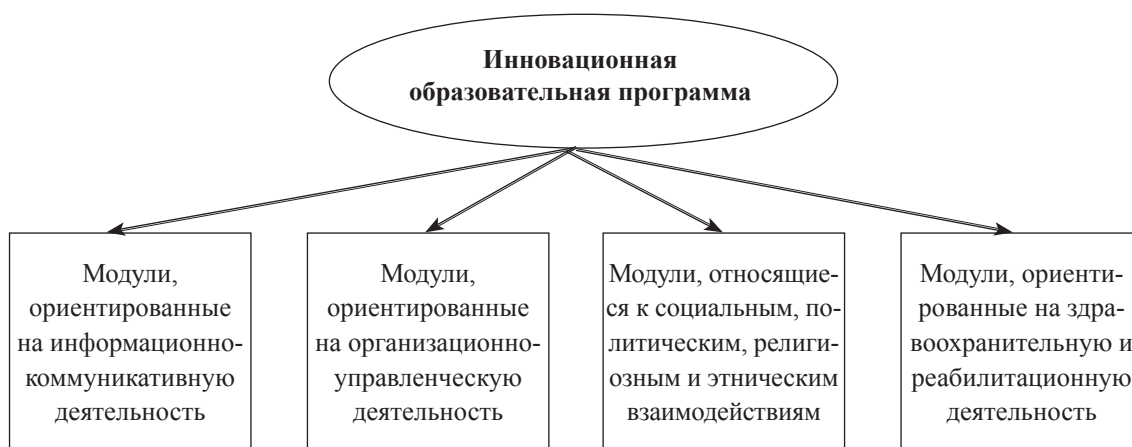 Инновационная
образовательная программа
Модули,
ориентированные
на информационно-
коммуникативную
деятельность
Модули,
ориентированные
на организационно-
управленческую
деятельность
Модули, относящие-
ся к социальным, по-
литическим, религи-
озным и этническим
взаимодействиям
Модули, ориенти-
рованные на здра-
воохранительную и
реабилитационную
деятельность